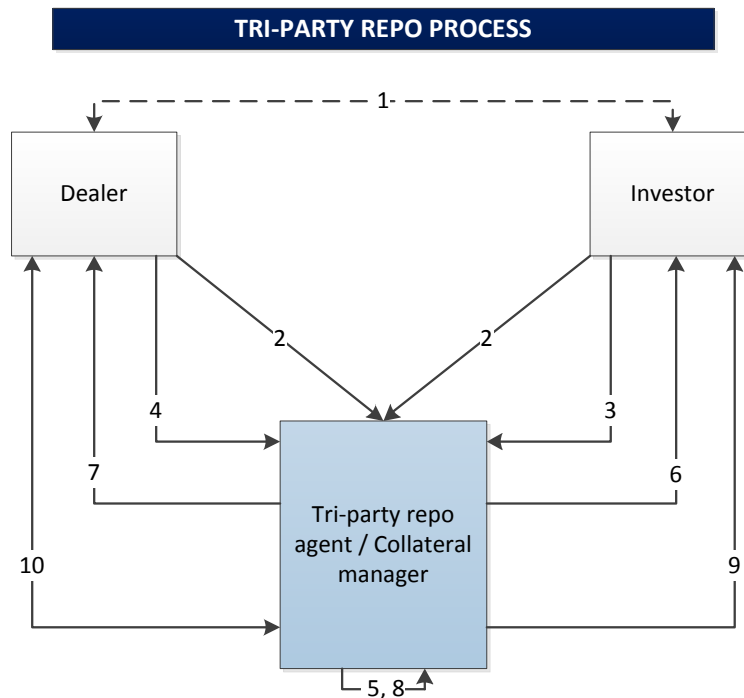 TRI-PARTY REPO PROCESS
1
Dealer
Investor
2
2
4
3
7
6
Tri-party repo
agent / Collateral
manager
10
9
5, 8